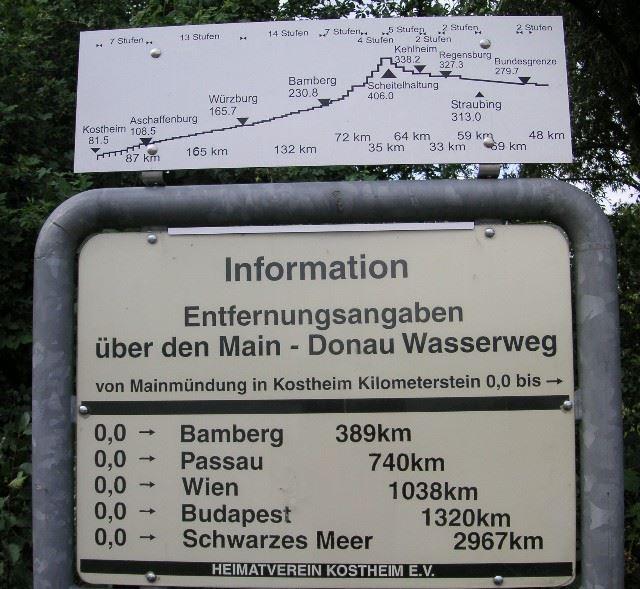 7 Stufen 13 Stufen 14 Stufen 7 Stufen 4 Stufen 5 Stufen 2 Stufen 2 Stufen 2 Stufen
Kostheim
81.5
Aschaffenburg
108.5
Würzburg
165.7
Bamberg
230.8
Scheitelhaltung
406.0
Kehlheim
338.2
Regensburg
327.3
Straubing
313.0
Bundesgrenze
279.7
87 km 165 km 132 km 72 km 35 km 64 km 33 km 59 km 69 km 48 km
Information
Entfernungsangaben
über den Main - Donau Wasserweg
von Mainmündung in Kostheim Kilometerstein 0,0 bis →
0,0 → Bamberg 389km
0,0 → Passau 740km
0,0 → Wien 1038km
0,0 → Budapest 1320km
0,0 → Schwarzes Meer 2967km
HEIMATVEREIN KOSTHEIM E.V.